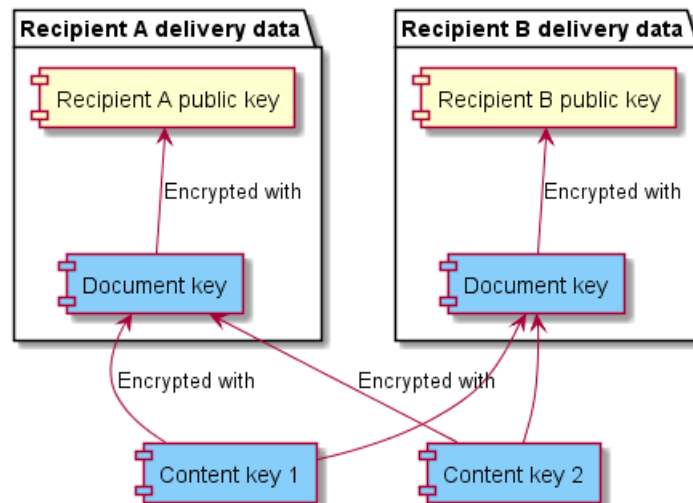 Recipient A delivery data
Recipient B delivery data
Recipient A public key
Recipient B public key
Encrypted with
Encrypted with
Document key
Document key
Encrypted with
Encrypted with
Content key 1
Content key 2